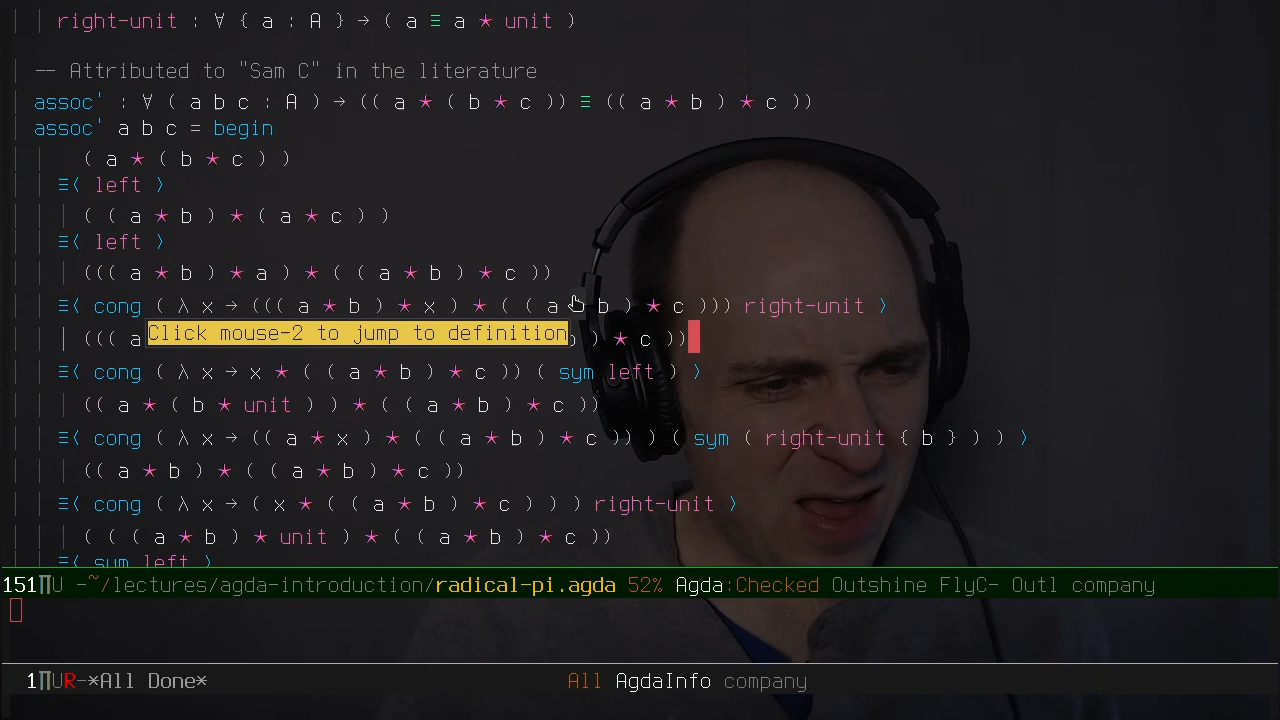 right-unit : ∀ { a : A } → ( a ≡ a ★ unit )
-- Attributed to "Sam C" in the literature
assoc' : ∀ ( a b c : A ) → (( a ★ ( b ★ c )) ≡ (( a ★ b ) ★ c ))
assoc' a b c = begin
( a ★ ( b ★ c ) )
≡⟨ left ⟩
( ( a ★ b ) ★ ( a ★ c ) )
≡⟨ left ⟩
((( a ★ b ) ★ a ) ★ ( ( a ★ b ) ★ c ))
≡⟨ cong ( λ x → ((( a ★ b ) ★ x ) ★ ( ( a ★ b ) ★ c ))) right-unit ⟩
((( a
Click mouse-2 to jump to definition
) ★ c ))
≡⟨ cong ( λ x → x ★ ( ( a ★ b ) ★ c )) ( sym left ) ⟩
(( a ★ ( b ★ unit ) ) ★ ( ( a ★ b ) ★ c ))
≡⟨ cong ( λ x → (( a ★ x ) ★ ( ( a ★ b ) ★ c )) ) ( sym ( right-unit { b } ) ) ⟩
(( a ★ b ) ★ ( ( a ★ b ) ★ c ))
≡⟨ cong ( λ x → ( x ★ ( ( a ★ b ) ★ c ) ) ) right-unit ⟩
( ( ( a ★ b ) ★ unit ) ★ ( ( a ★ b ) ★ c ))
≡⟨ sym left ⟩
151∏U -~/lectures/agda-introduction/radical-pi.agda 52% Agda:Checked Outshine FlyC- Outl company
1∏UR-*All Done* All AgdaInfo company